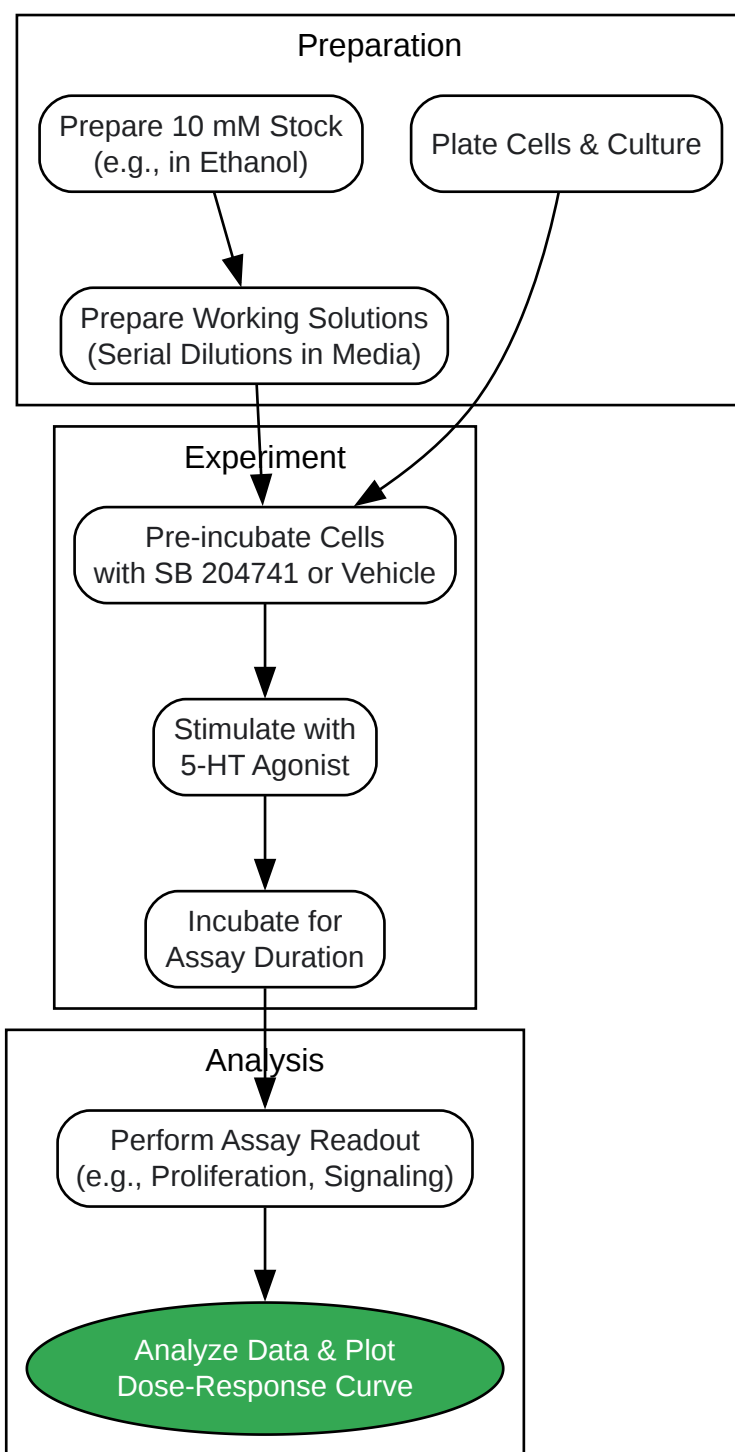 Preparation
Prepare 10 mM Stock
(e.g., in Ethanol)
Plate Cells & Culture
Prepare Working Solutions
(Serial Dilutions in Media)
Experiment
Pre-incubate Cells
with SB 204741 or Vehicle
Stimulate with
5-HT Agonist
Incubate for
Assay Duration
Analysis
Perform Assay Readout
(e.g., Proliferation, Signaling)
Analyze Data & Plot
Dose-Response Curve